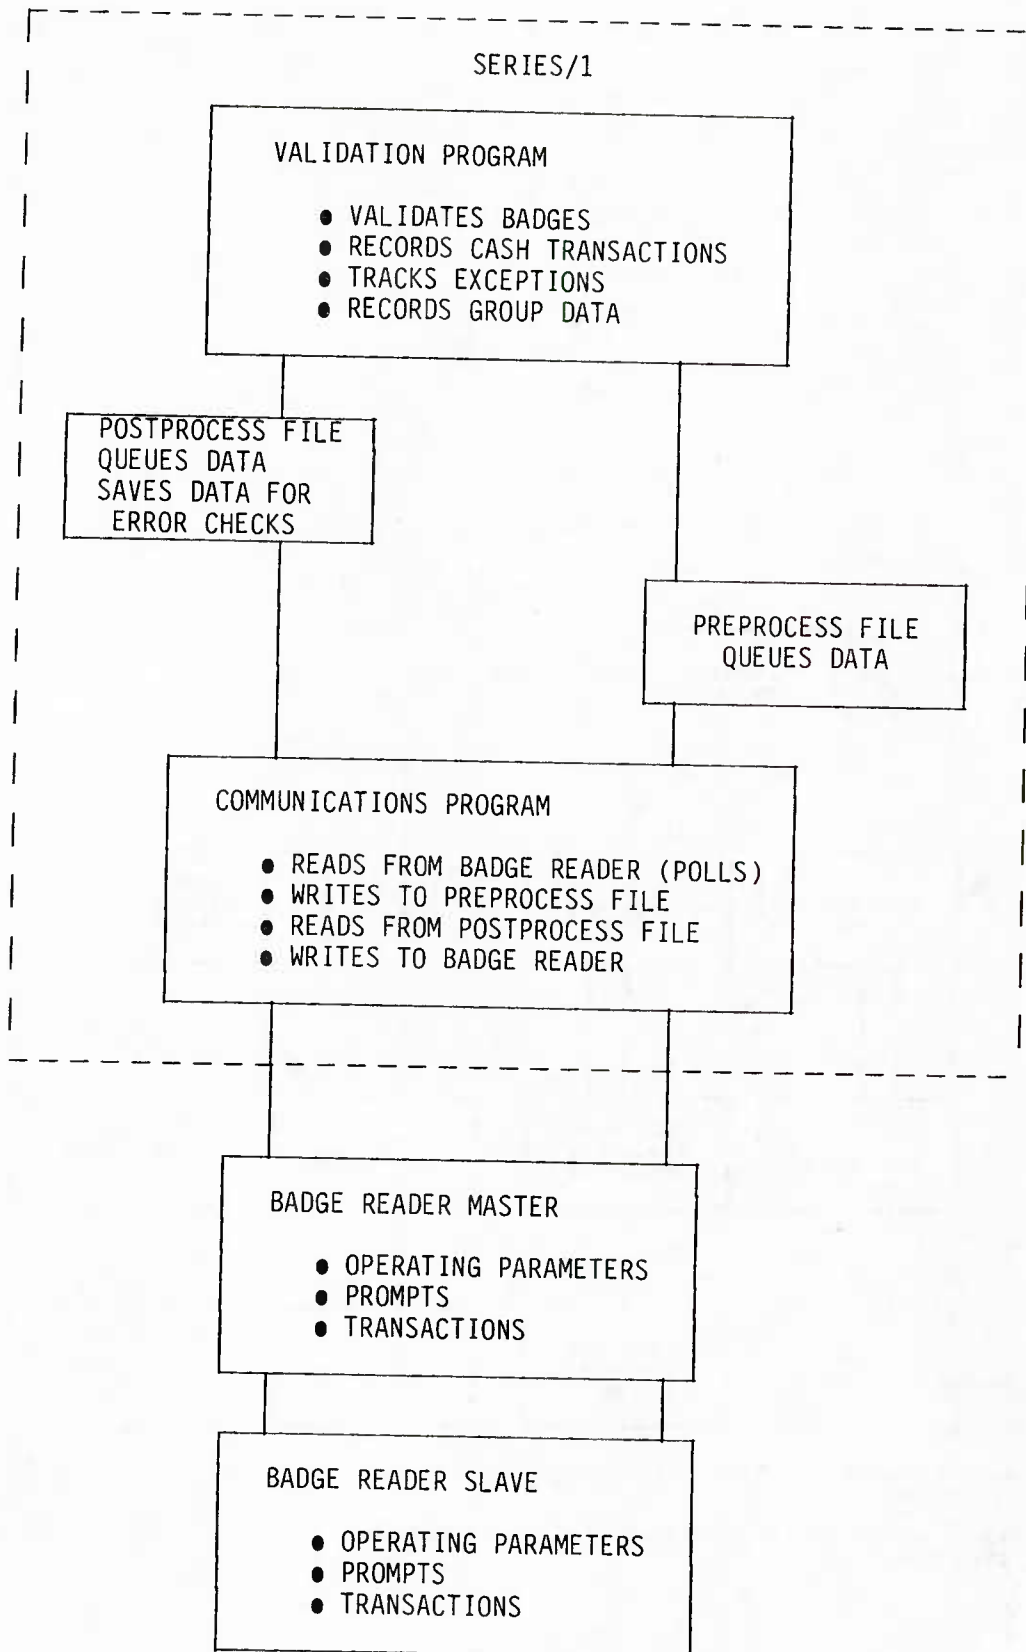 SERIES/1
VALIDATION PROGRAM
● VALIDATES BADGES
● RECORDS CASH TRANSACTIONS
● TRACKS EXCEPTIONS
● RECORDS GROUP DATA
POSTPROCESS FILE
QUEUES DATA
SAVES DATA FOR
ERROR CHECKS
PREPROCESS FILE
QUEUES DATA
COMMUNICATIONS PROGRAM
● READS FROM BADGE READER (POLLS)
● WRITES TO PREPROCESS FILE
● READS FROM POSTPROCESS FILE
● WRITES TO BADGE READER
BADGE READER MASTER
● OPERATING PARAMETERS
● PROMPTS
● TRANSACTIONS
BADGE READER SLAVE
● OPERATING PARAMETERS
● PROMPTS
● TRANSACTIONS